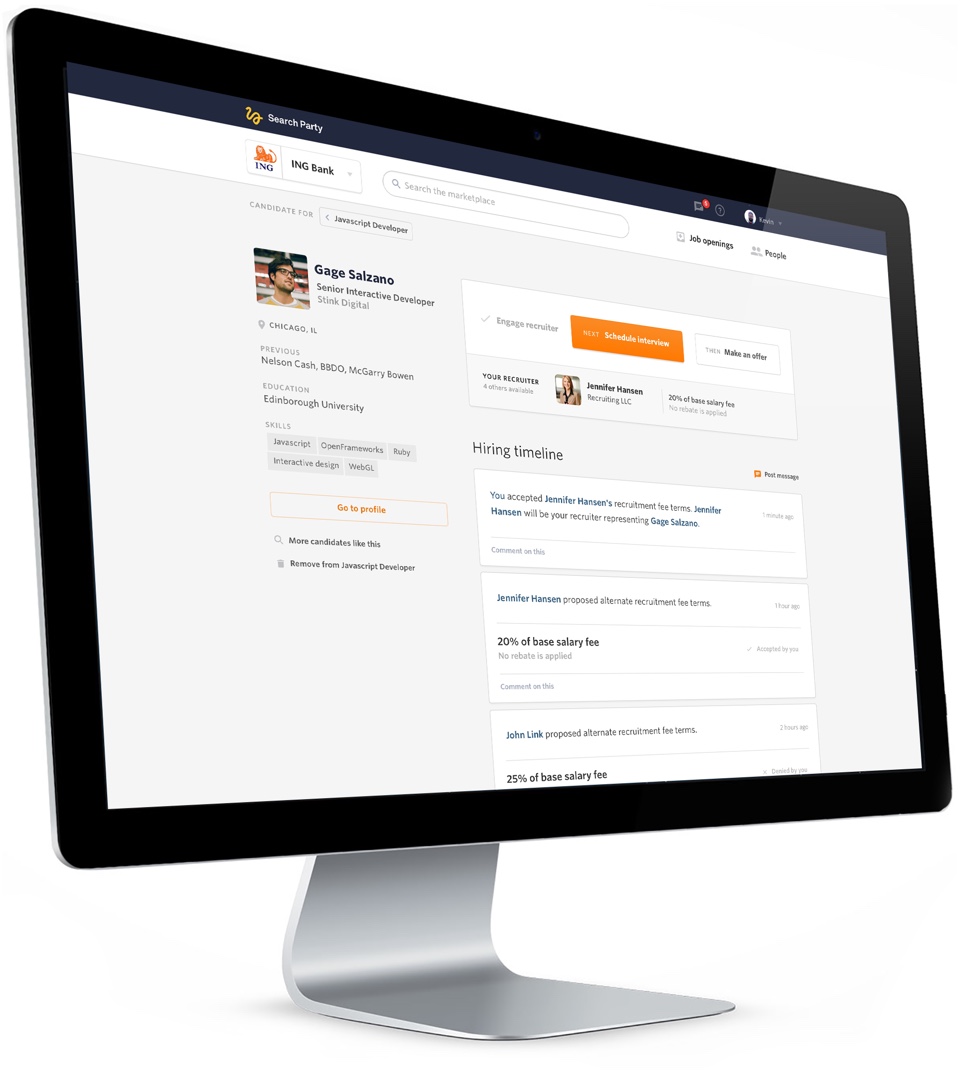 Search Party
ING
ING Bank
Search the marketplace
Kevin
Job openings
People
CANDIDATE FOR
Javascript Developer
Gage Salzano
Senior Interactive Developer
Stink Digital
CHICAGO, IL
PREVIOUS
Nelson Cash, BBDO, McGarry Bowen
EDUCATION
Edinborough University
SKILLS
Javascript OpenFrameworks Ruby
Interactive design WebGL
Go to profile
More candidates like this
Remove from Javascript Developer
Engage recruiter
NEXT Schedule interview
THEN Make an offer
YOUR RECRUITER
4 others available
Jennifer Hansen
Recruiting LLC
20% of base salary fee
No rebate is applied
Hiring timeline
Post message
You accepted Jennifer Hansen's recruitment fee terms. Jennifer
Hansen will be your recruiter representing Gage Salzano.
1 minute ago
Comment on this
Jennifer Hansen proposed alternate recruitment fee terms.
1 hour ago
20% of base salary fee
No rebate is applied
Accepted by you
Comment on this
John Link proposed alternate recruitment fee terms.
2 hours ago
25% of base salary fee
Denied by you